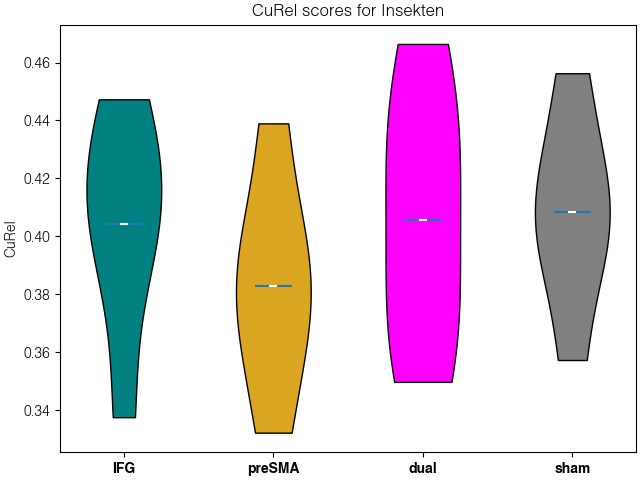 CuRel scores for Insekten
0.46
0.44
0.42
0.40
0.38
0.36
0.34
CuRel
IFG
preSMA
dual
sham